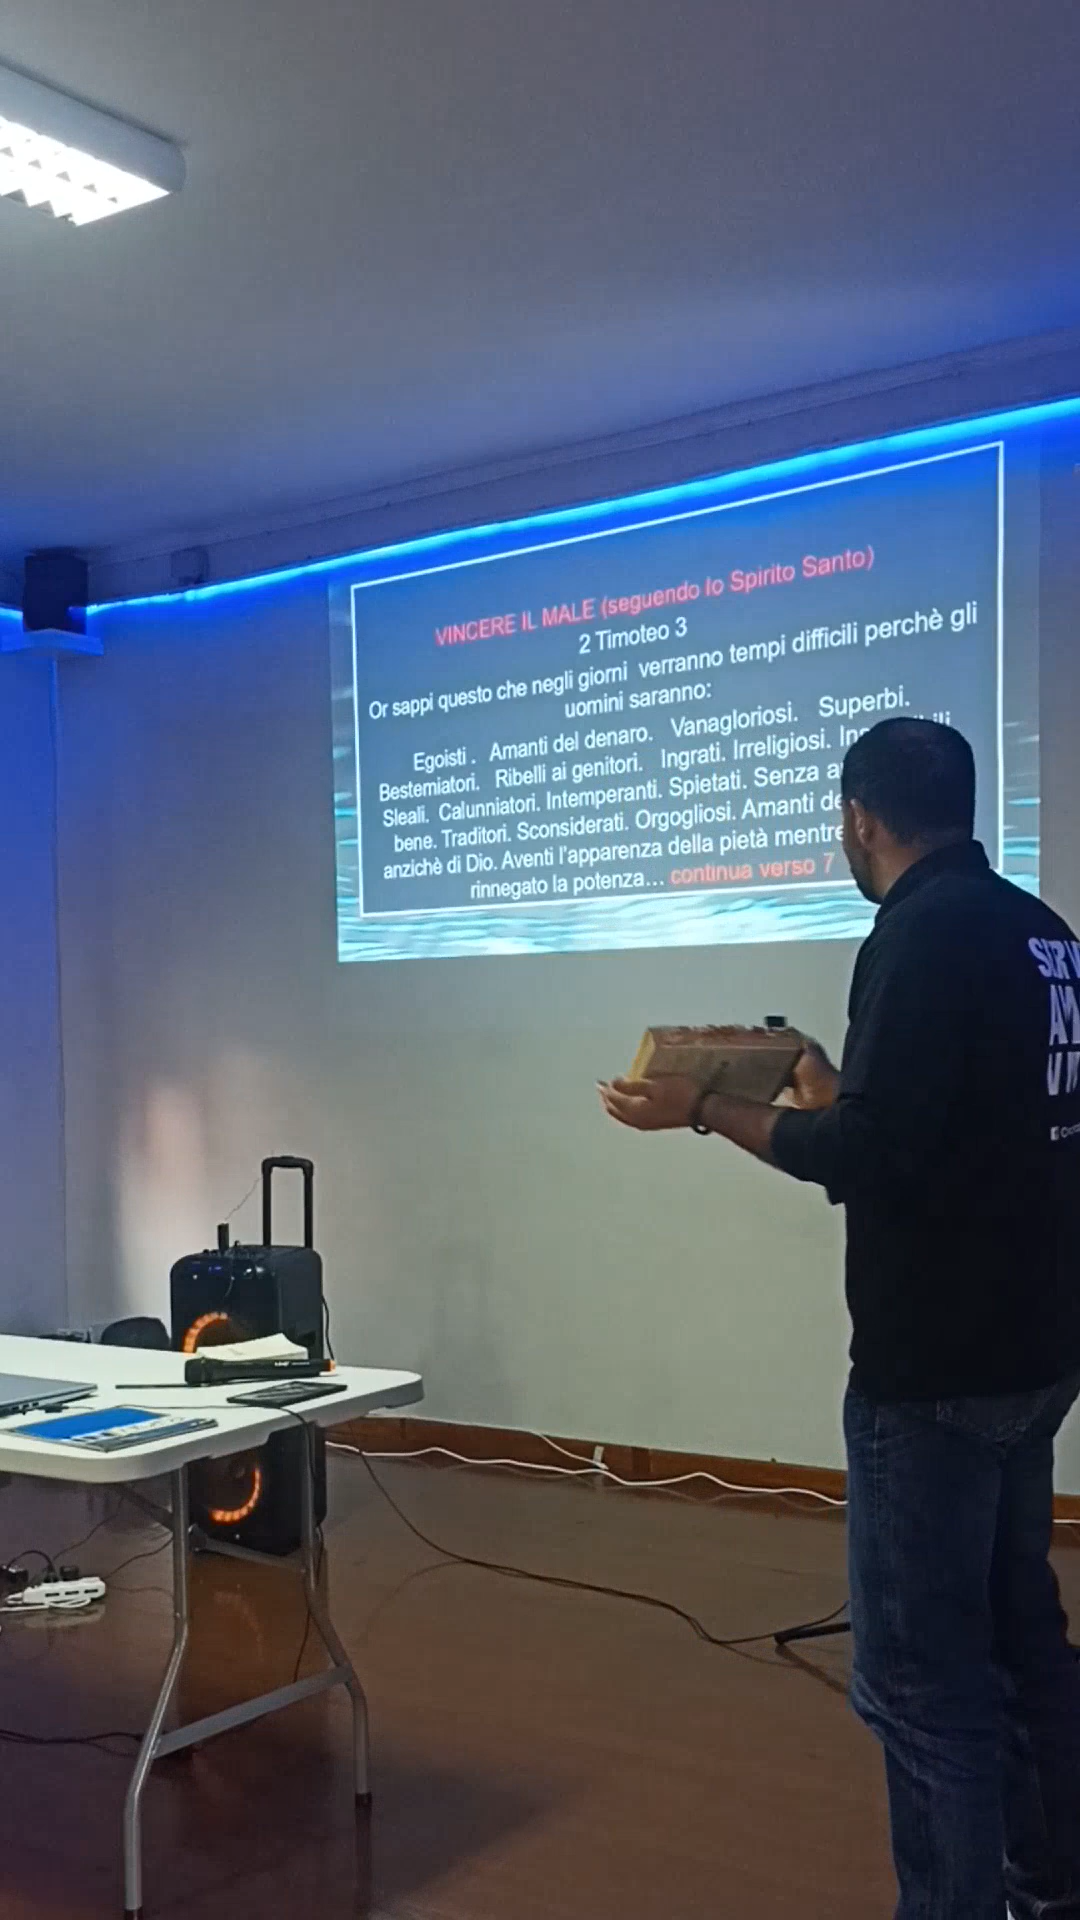 VINCERE IL MALE (seguendo lo Spirito Santo)
2 Timoteo 3
Or sappi questo che negli giorni verranno tempi difficili perchè gli
uomini saranno:
Egoisti. Amanti del denaro. Vanagloriosi. Superbi.
Bestemiatori. Ribelli ai genitori. Ingrati. Irreligiosi.
Sleali. Calunniatori. Intemperanti. Spietati. Senza
bene. Traditori. Sconsiderati. Orgogliosi. Amanti
anzichè di Dio. Aventi l'apparenza della pietà mentre
rinnegato la potenza... continua verso 7